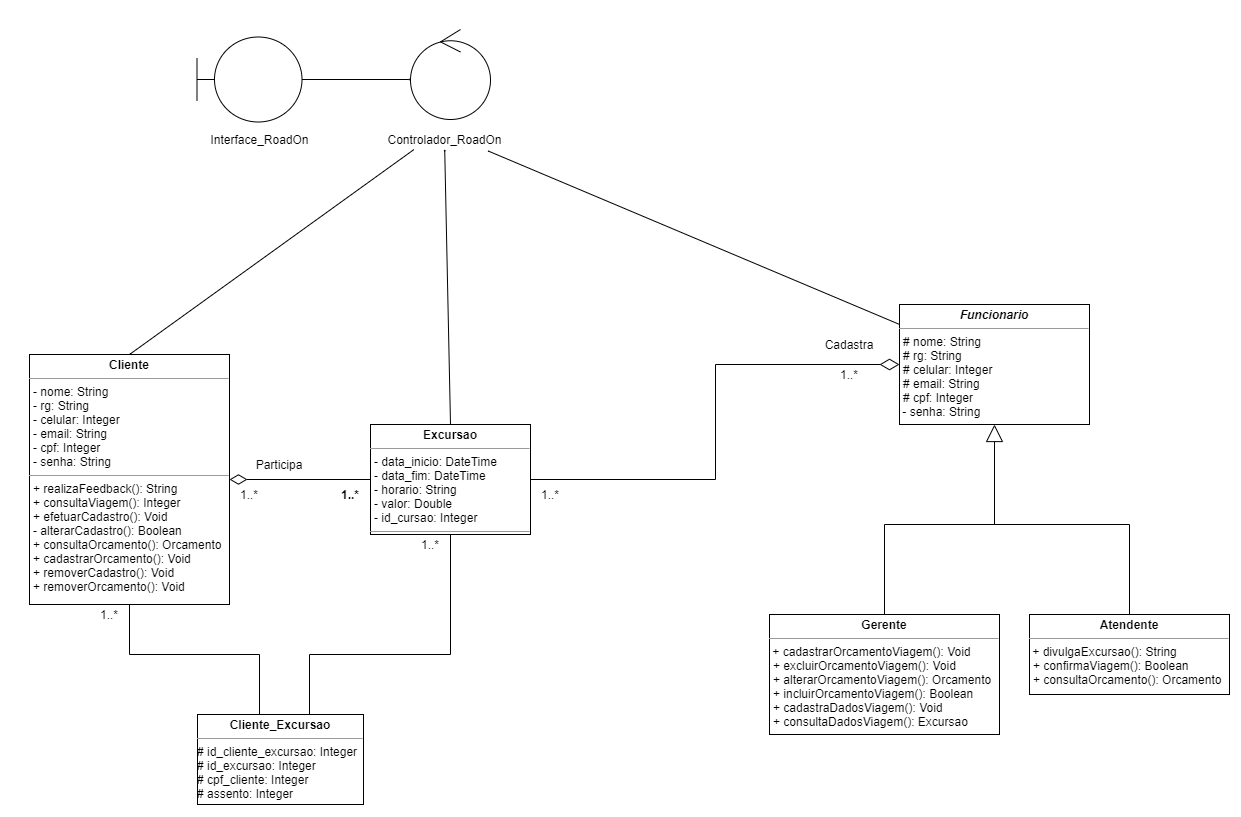 Interface_RoadOn
Controlador_RoadOn
Funcionario
# nome: String
# rg: String
# celular: Integer
# email: String
# cpf: Integer
- senha: String
Cadastra
1..*
Cliente
- nome: String
- rg: String
- celular: Integer
- email: String
- cpf: Integer
- senha: String
+ realizaFeedback(): String
+ consultaViagem(): Integer
+ efetuarCadastro(): Void
- alterarCadastro(): Boolean
+ consultaOrcamento(): Orcamento
+ cadastrarOrcamento(): Void
+ removerCadastro(): Void
+ removerOrcamento(): Void
1..*
Participa
1..*
1..*
Excursao
- data_inicio: DateTime
- data_fim: DateTime
- horario: String
- valor: Double
- id_cursao: Integer
1..*
1..*
Gerente
+ cadastrarOrcamentoViagem(): Void
+ excluirOrcamentoViagem(): Void
+ alterarOrcamentoViagem(): Orcamento
+ incluirOrcamentoViagem(): Boolean
+ cadastraDadosViagem(): Void
+ consultaDadosViagem(): Excursao
Atendente
+ divulgaExcursao(): String
+ confirmaViagem(): Boolean
+ consultaOrcamento(): Orcamento
Cliente_Excursao
# id_cliente_excursao: Integer
# id_excursao: Integer
# cpf_cliente: Integer
# assento: Integer